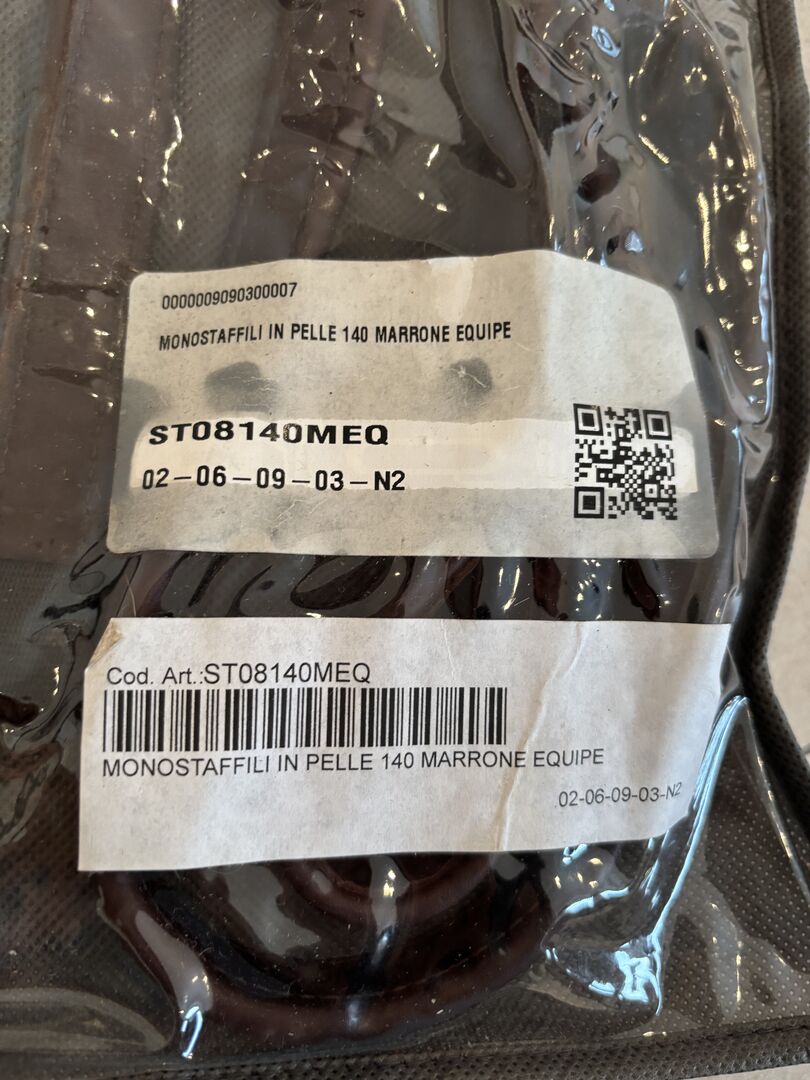 0000009090300007
MONOSTAFFILI IN PELLE 140 MARRONE EQUIPE
ST08140MEQ
02-06-09-03-N2
Cod. Art.:ST08140MEQ
MONOSTAFFILI IN PELLE 140 MARRONE EQUIPE
02-06-09-03-N2